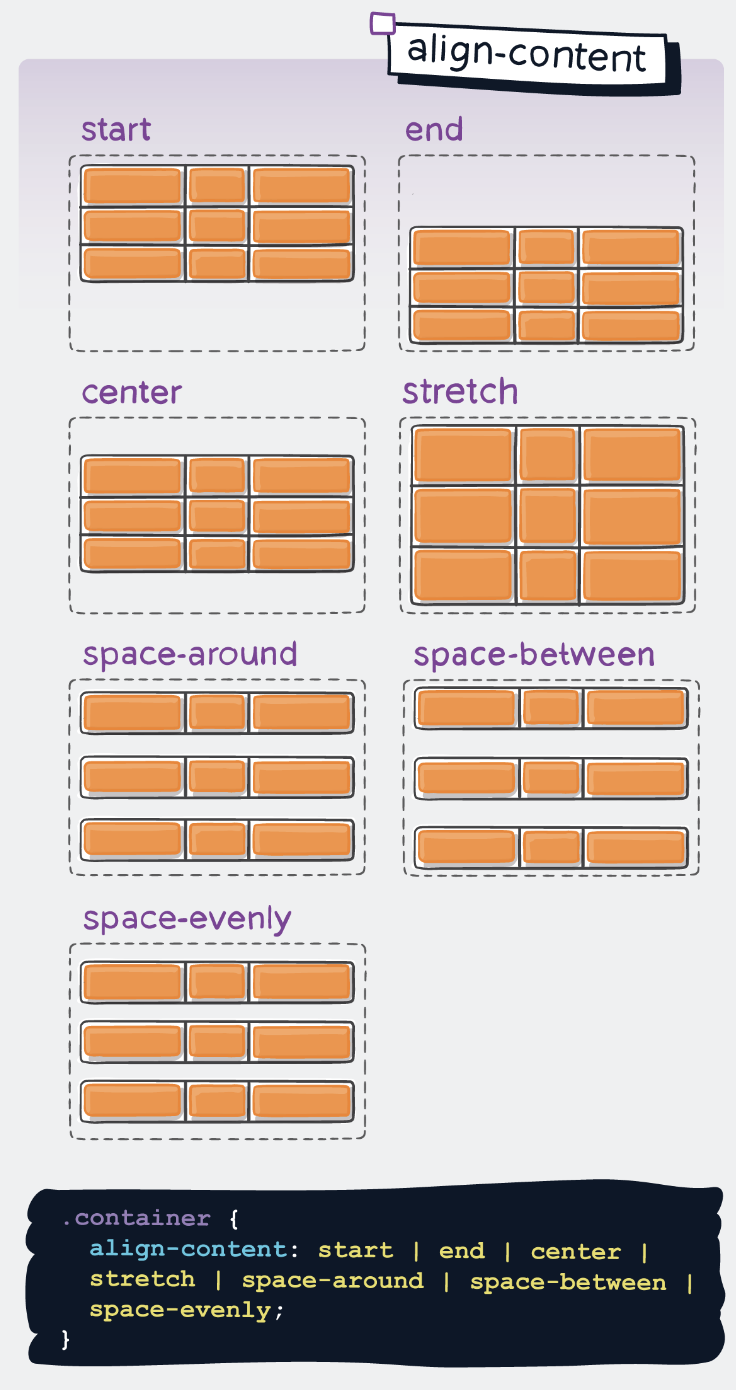 align-content
start
end
center
stretch
space-around
space-between
space-evenly
.container {
align-content: start | end | center |
stretch | space-around | space-between |
space-evenly;
}